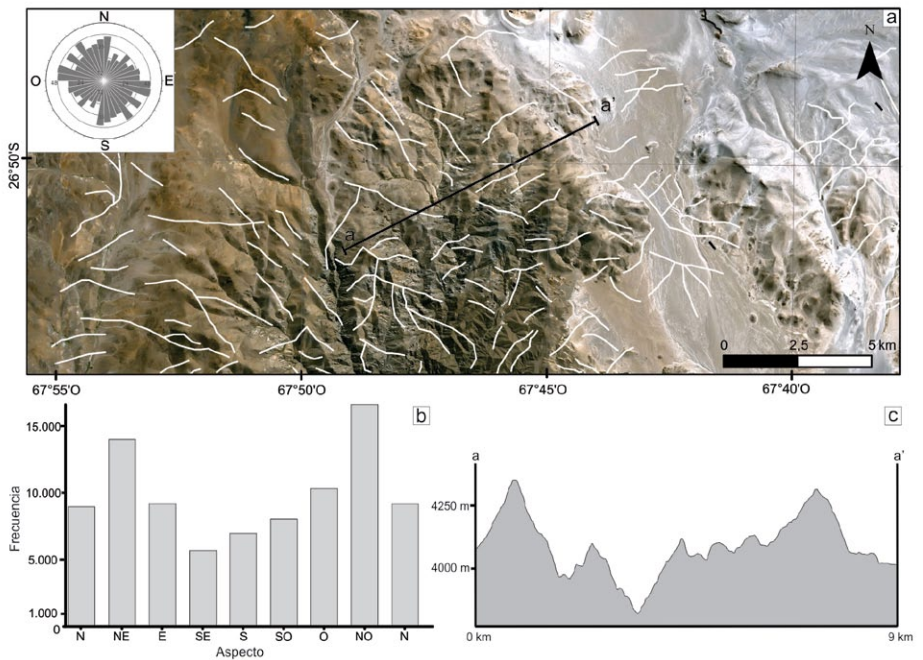 N
O
E
S
a
N
a'
a
26°50'S
0
2,5
5 km
67°55'O
67°50'O
67°45'O
67°40'O
b
15.000
10.000
5.000
1.000
0
Frecuencia
N NE E SE S SO O NO N
Aspecto
c
a
a'
4250 m
4000 m
0 km
9 km